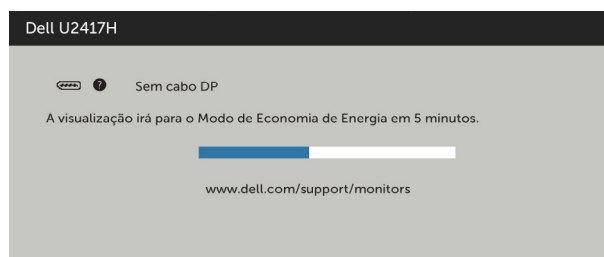 Dell U2417H
? Sem cabo DP
A visualização irá para o Modo de Economia de Energia em 5 minutos.
www.dell.com/support/monitors